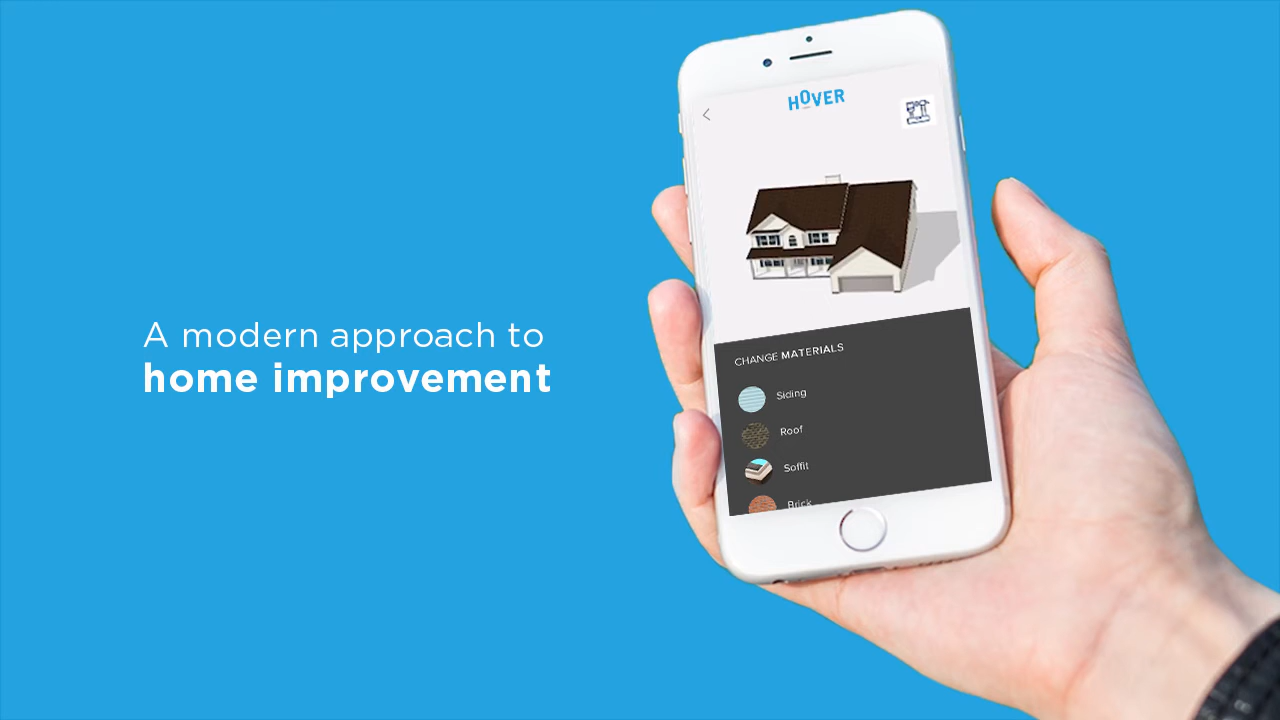 A modern approach to
home improvement
HOVER
CHANGE MATERIALS
Siding
Roof
Soffit
Brick